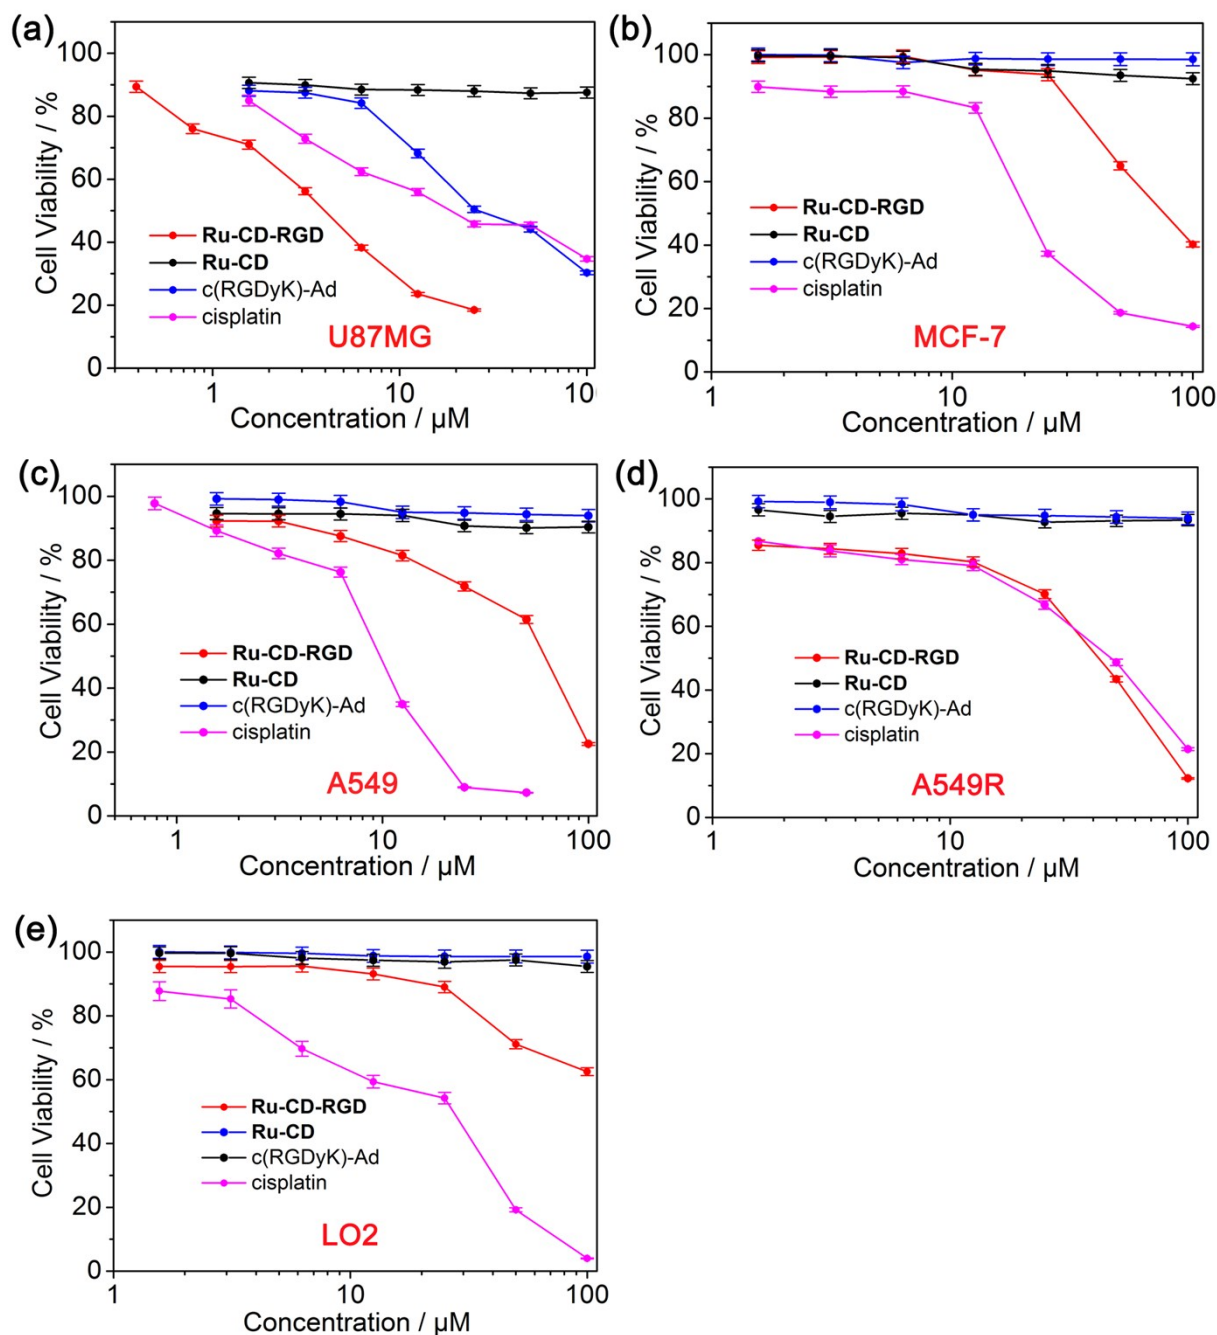 (a)
100
80
60
40
20
0
Cell Viability / %
Ru-CD-RGD
Ru-CD
c(RGDyK)-Ad
cisplatin
U87MG
1
10
Concentration / μM
(b)
100
80
60
40
20
0
Cell Viability / %
Ru-CD-RGD
Ru-CD
c(RGDyK)-Ad
cisplatin
MCF-7
1
10
100
Concentration / μM
(c)
100
80
60
40
20
0
Cell Viability / %
Ru-CD-RGD
Ru-CD
c(RGDyK)-Ad
cisplatin
A549
1
10
100
Concentration / μM
(d)
100
80
60
40
20
0
Cell Viability / %
Ru-CD-RGD
Ru-CD
c(RGDyK)-Ad
cisplatin
A549R
1
10
100
Concentration / μM
(e)
100
80
60
40
20
0
Cell Viability / %
Ru-CD-RGD
Ru-CD
c(RGDyK)-Ad
cisplatin
LO2
1
10
100
Concentration / μM